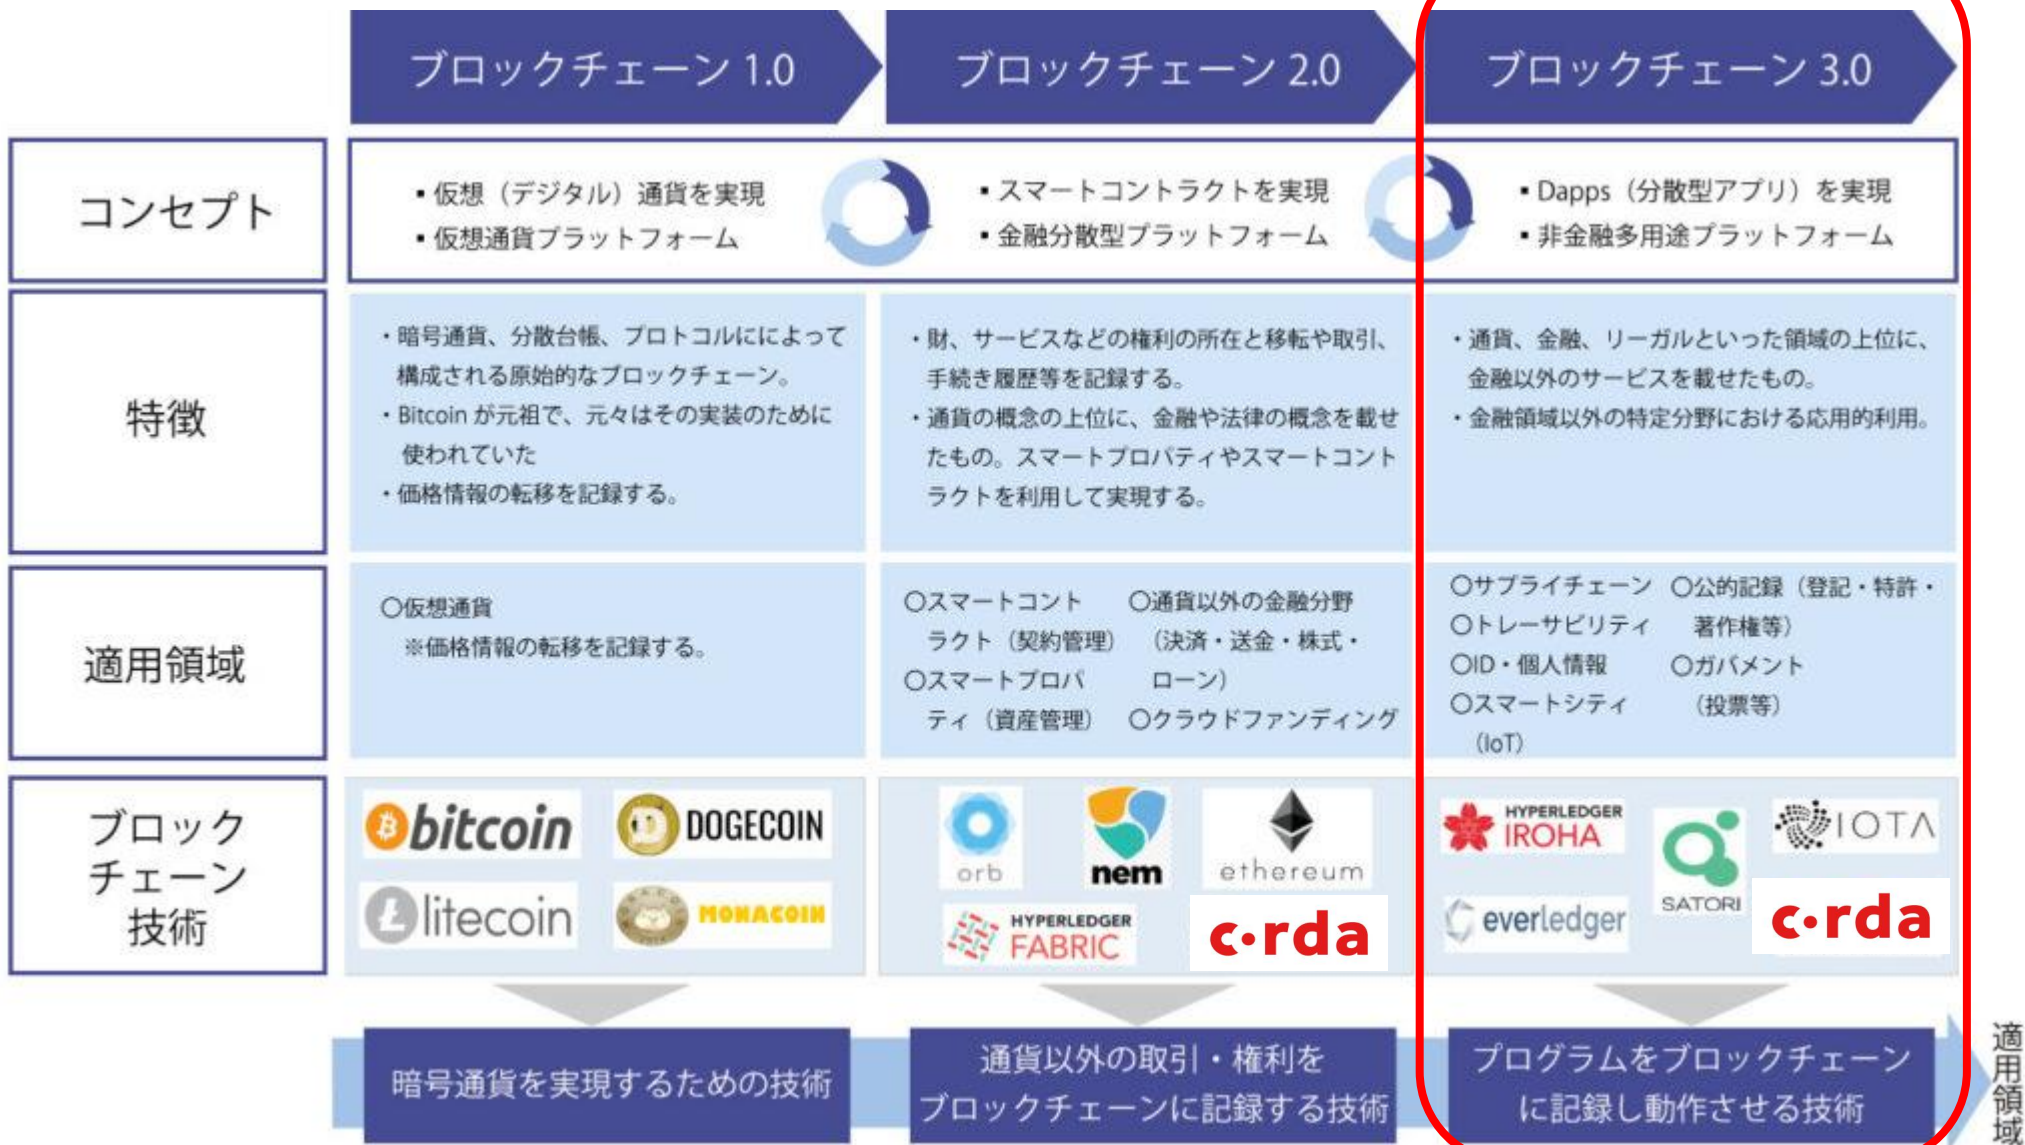 ブロックチェーン 1.0
ブロックチェーン 2.0
ブロックチェーン 3.0
コンセプト
▪ 仮想（デジタル）通貨を実現
▪ 仮想通貨プラットフォーム
▪ スマートコントラクトを実現
▪ 金融分散型プラットフォーム
▪ Dapps（分散型アプリ）を実現
▪ 非金融多用途プラットフォーム
特徴
・暗号通貨、分散台帳、プロトコルにによって
構成される原始的なブロックチェーン。
・Bitcoin が元祖で、元々はその実装のために
使われていた
・価格情報の転移を記録する。
・財、サービスなどの権利の所在と移転や取引、
手続き履歴等を記録する。
・通貨の概念の上位に、金融や法律の概念を載せ
たもの。スマートプロパティやスマートコント
ラクトを利用して実現する。
・通貨、金融、リーガルといった領域の上位に、
金融以外のサービスを載せたもの。
・金融領域以外の特定分野における応用的利用。
適用領域
〇仮想通貨
※価格情報の転移を記録する。
〇スマートコント
ラクト（契約管理）
〇スマートプロパ
ティ（資産管理）
〇通貨以外の金融分野
（決済・送金・株式・
ローン）
〇クラウドファンディング
〇サプライチェーン
〇トレーサビリティ
〇ID・個人情報
〇スマートシティ
（IoT）
〇公的記録（登記・特許・
著作権等）
〇ガバメント
（投票等）
ブロック
チェーン
技術
bitcoin
DOGECOIN
litecoin
MONACOIN
orb
nem
ethereum
HYPERLEDGER
FABRIC
c·rda
HYPERLEDGER
IROHA
SATORI
IOTA
everledger
c·rda
暗号通貨を実現するための技術
通貨以外の取引・権利を
ブロックチェーンに記録する技術
プログラムをブロックチェーン
に記録し動作させる技術
適用領域